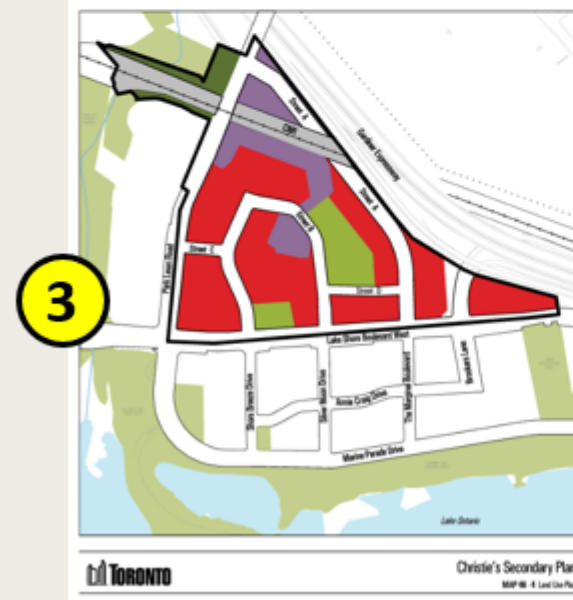 Street A
CNR
Gardiner Expressway
Street A
Street B
Street C
Park Lawn Road
3
Street D
Lake Shore Boulevard West
Shore Breeze Drive
Silver Moon Drive
Annie Craig Drive
The Marginal Boulevard
Brookers Lane
Marine Parade Drive
Lake Ontario
TORONTO
Christie's Secondary Plan